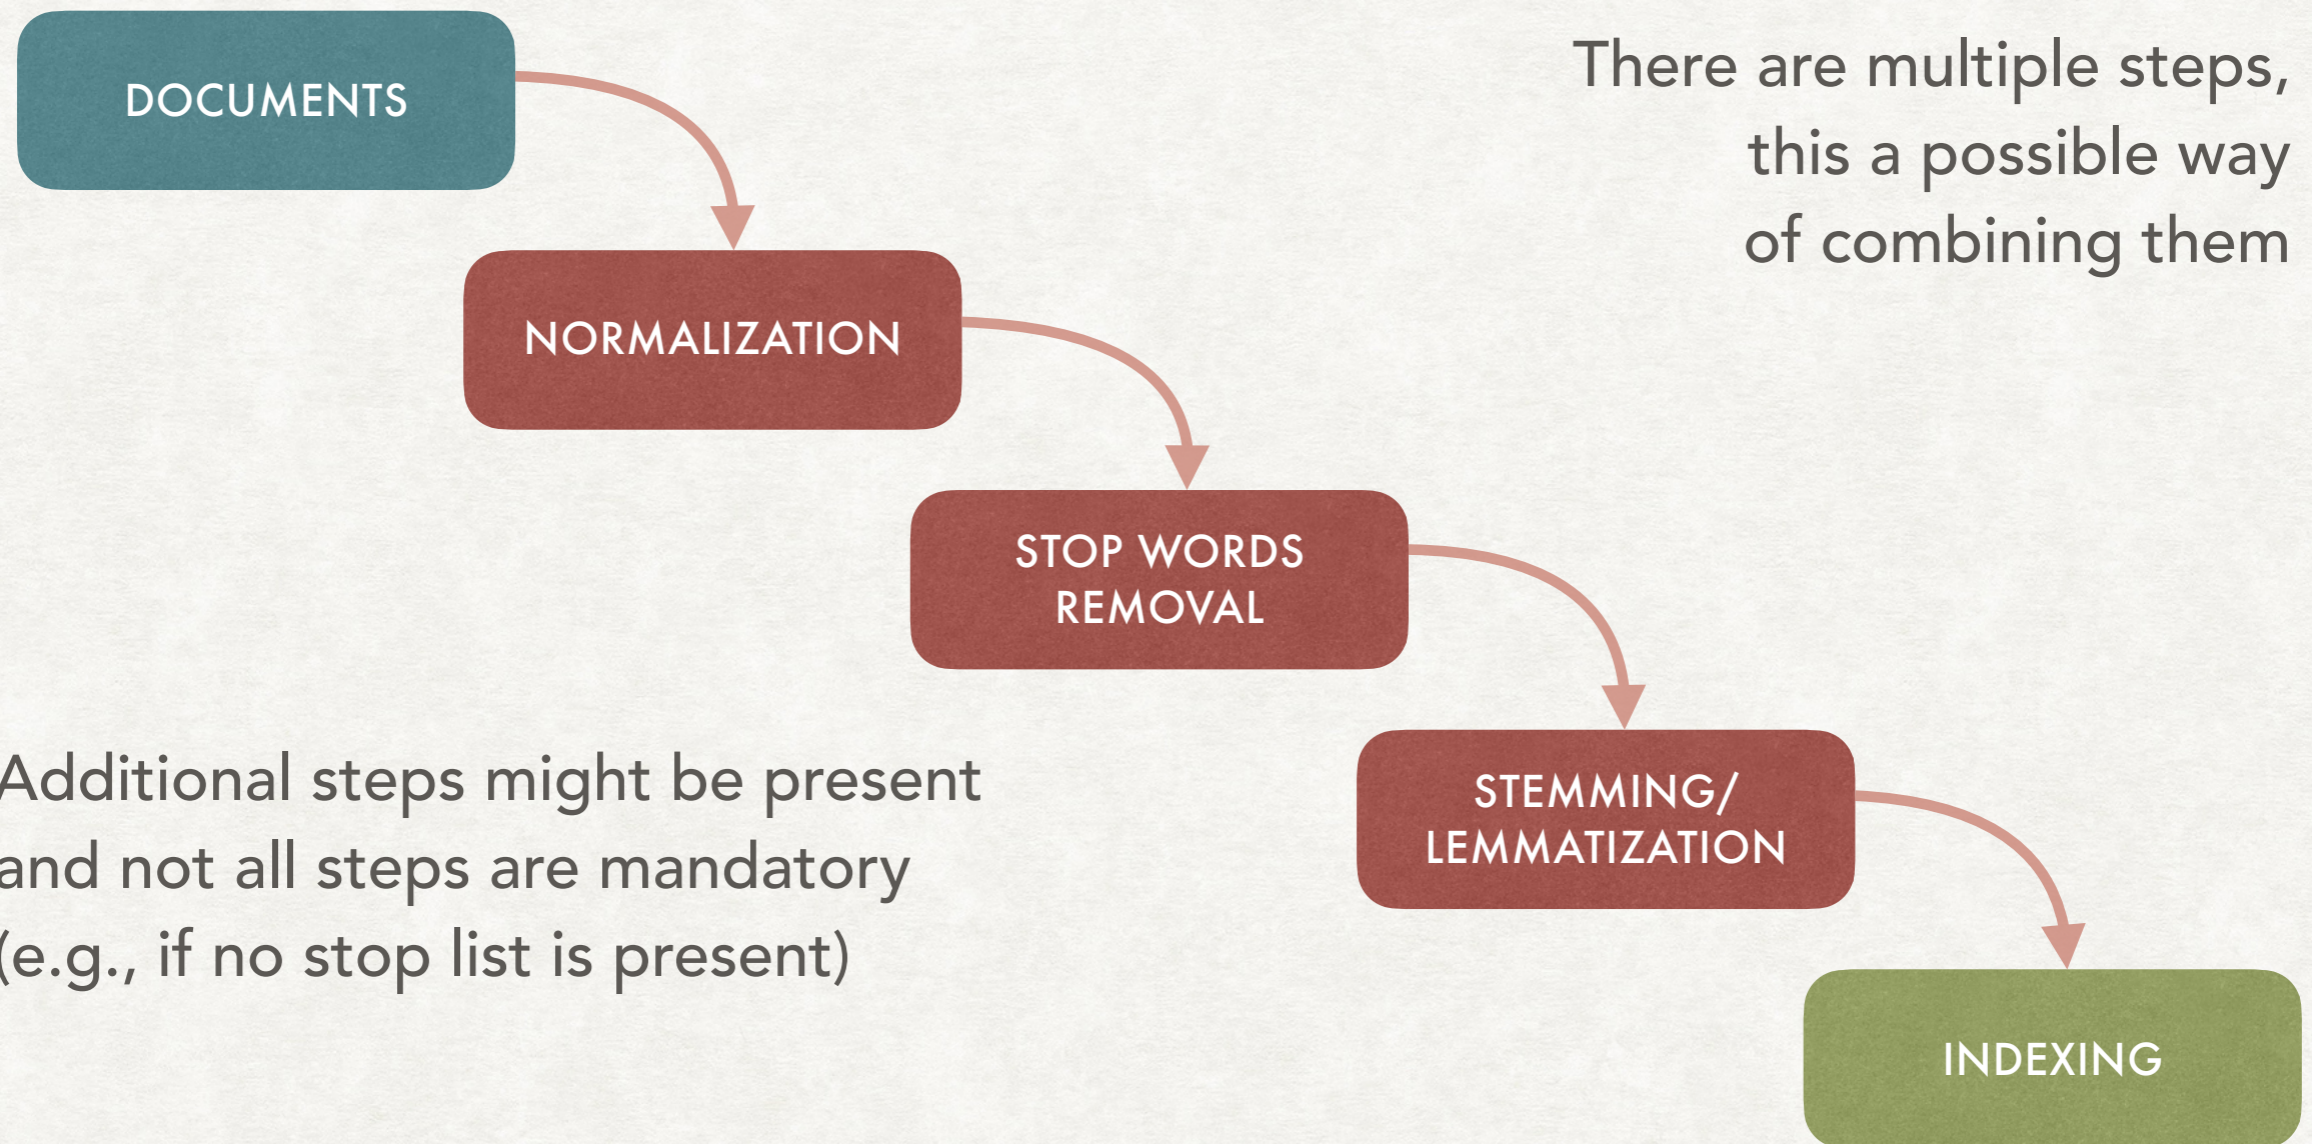 DOCUMENTS
There are multiple steps,
this a possible way
of combining them
NORMALIZATION
STOP WORDS
REMOVAL
STEMMING/
LEMMATIZATION
Additional steps might be present
and not all steps are mandatory
(e.g., if no stop list is present)
INDEXING